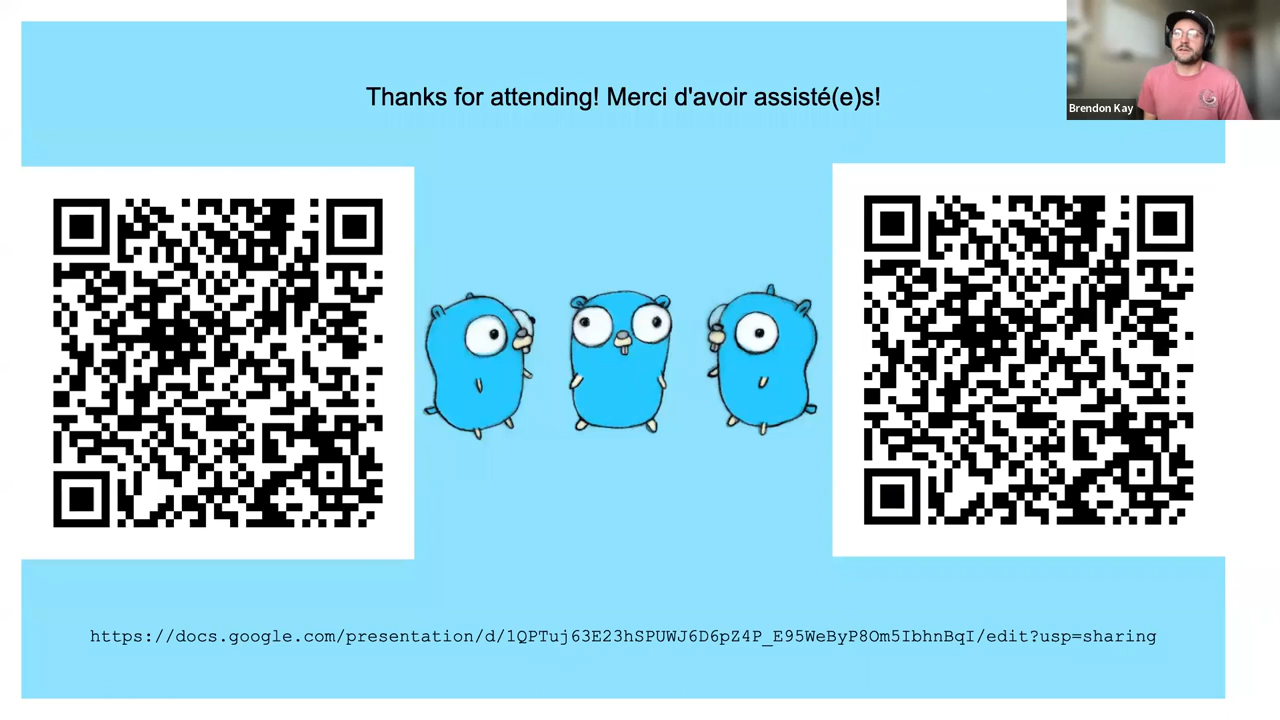 Thanks for attending! Merci d'avoir assisté(e)s!
Brendon Kay
https://docs.google.com/presentation/d/1QPTuj63E23hSPUWJ6D6pZ4P_E95WeByP8Om5IbhnBqI/edit?usp=sharing